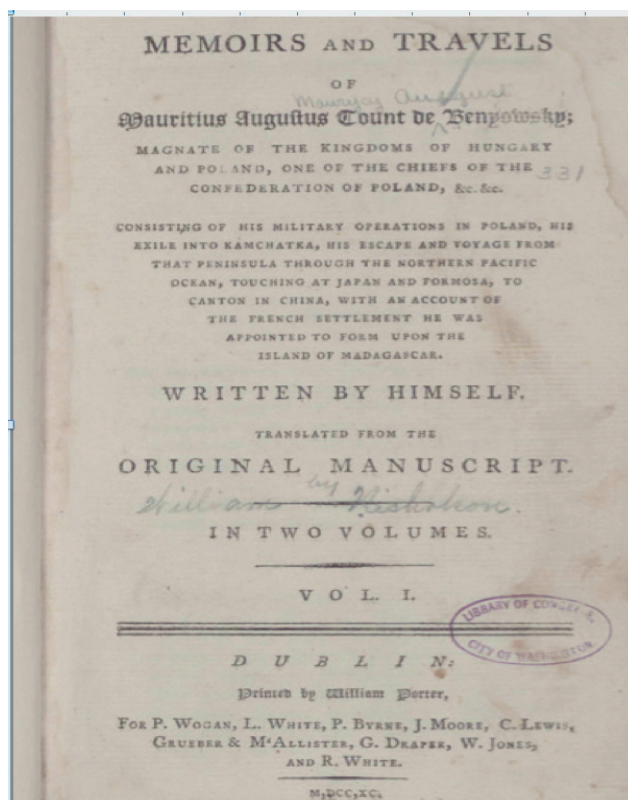 MEMOIRS AND TRAVELS
OF
Maurycy August
Mauritius Augustus Count de Benyowsky;
MAGNATE OF THE KINGDOMS OF HUNGARY
AND POLAND, ONE OF THE CHIEFS OF THE
331
CONFEDERATION OF POLAND, &c. &c.
CONSISTING OF HIS MILITARY OPERATIONS IN POLAND, HIS
EXILE INTO KAMCHATKA, HIS ESCAPE AND VOYAGE FROM
THAT PENINSULA THROUGH THE NORTHERN PACIFIC
OCEAN, TOUCHING AT JAPAN AND FORMOSA, TO
CANTON IN CHINA, WITH AN ACCOUNT OF
THE FRENCH SETTLEMENT HE WAS
APPOINTED TO FORM UPON THE
ISLAND OF MADAGASCAR.
WRITTEN BY HIMSELF.
TRANSLATED FROM THE
ORIGINAL MANUSCRIPT.
by
William
IN TWO VOLUMES.
VOL. I.
LIBRARY OF CONGRESS,
CITY OF WASHINGTON
DUBLIN:
Printed by William Porter,
FOR P. WOGAN, L. WHITE, P. BYRNE, J. MOORE, C. LEWIS,
GRUEBER & M'ALLISTER, G. DRAPER, W. JONES,
AND R. WHITE.
M,DCC,XC.